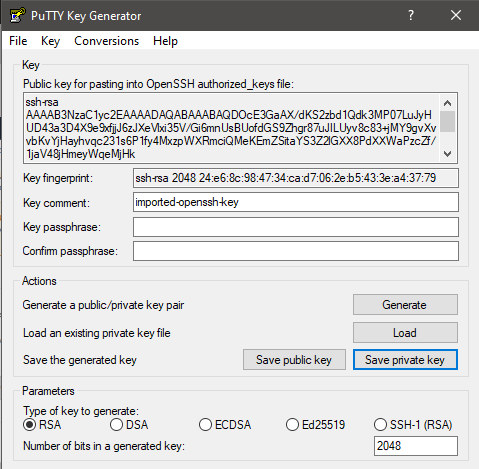 PuTTY Key Generator
File Key Conversions Help
Key
Public key for pasting into OpenSSH authorized_keys file:
ssh-rsa
AAAAB3NzaC1yc2EAAAADAQABAAABAQDOcE3GaAX/dKS2zbd1Qdk3MP07LuJyH
UD43a3D4X9e9xfjjJ6zJXeVlxi35V/Gi6mnUsBUofdGS9Zhgr87uJILUyv8c83+jMY9gvXv
vbKvYjHayhvqc231s6P1fy4MxzpWXRmciQMeKEmZSitaYS3Z2lGXX8PdXXWaPzcZf/
1jaV48jHmeyWqeMjHk
Key fingerprint: ssh-rsa 2048 24:e6:8c:98:47:34:ca:d7:06:2e:b5:43:3e:a4:37:79
Key comment: imported-openssh-key
Key passphrase:
Confirm passphrase:
Actions
Generate a public/private key pair Generate
Load an existing private key file Load
Save the generated key Save public key Save private key
Parameters
Type of key to generate:
RSA DSA ECDSA Ed25519 SSH-1 (RSA)
Number of bits in a generated key: 2048